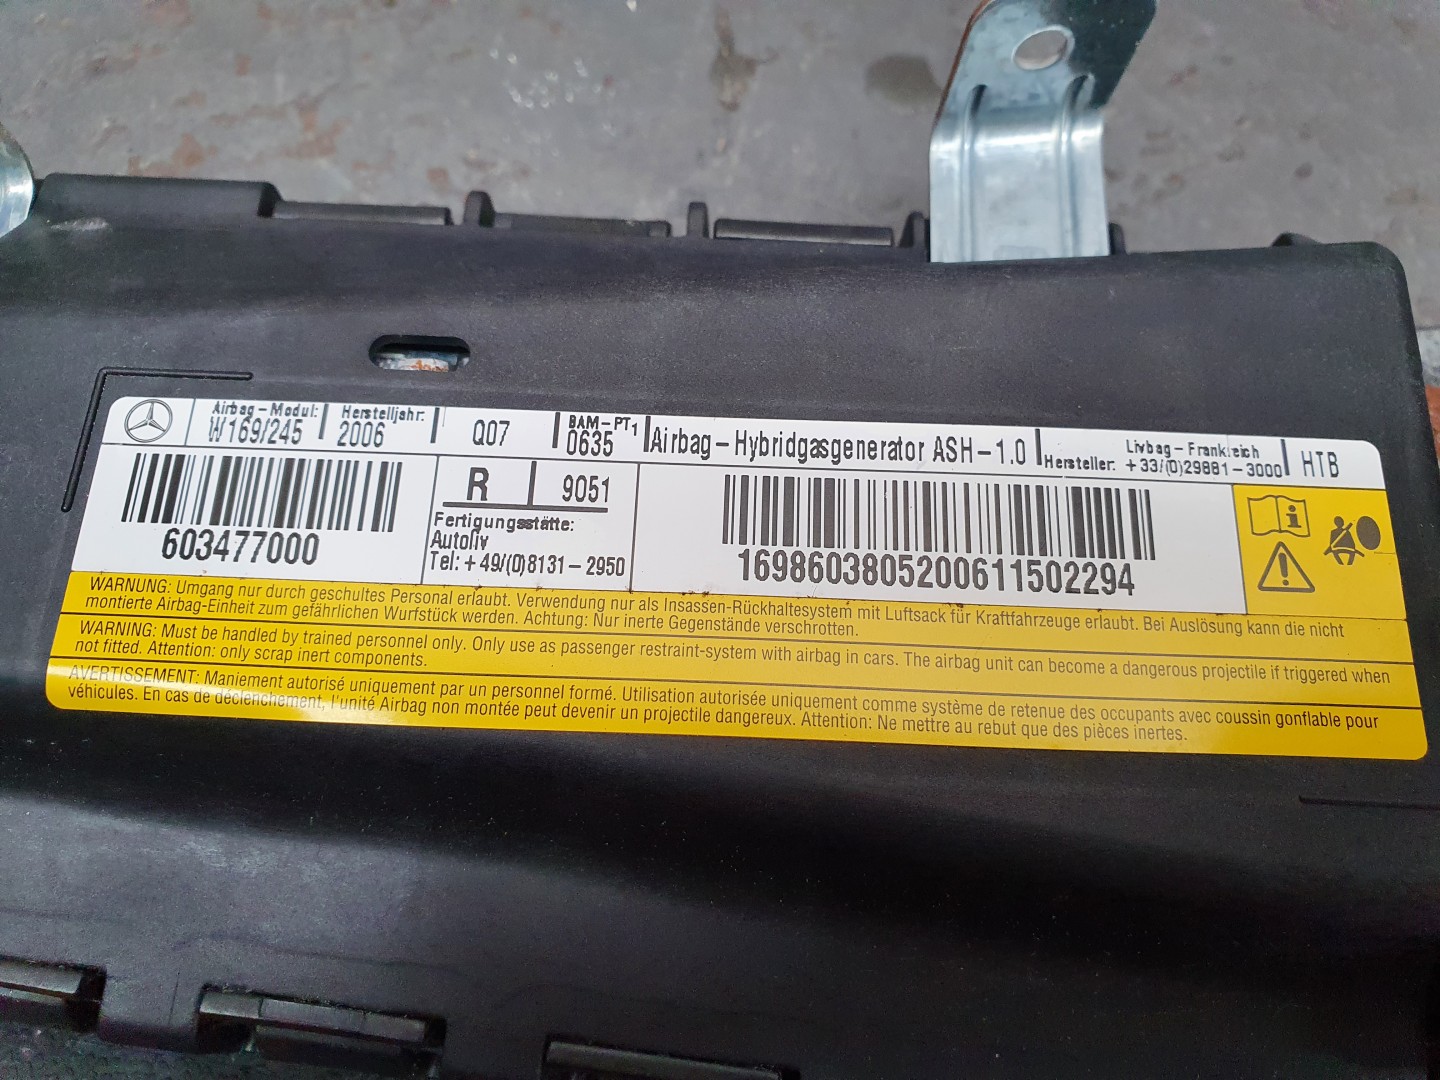 Airbag-Modul:
W169/245
Herstelljahr:
2006
Q07
BAM-PT1
0635
Airbag-Hybridgasgenerator ASH-1.0
Hersteller:
Livbag-Frankreich
+33/(0)29881-3000
HTB
603477000
R 9051
Fertigungsstätte:
Autoliv
Tel: +49/(0)8131-2950
1698603805200611502294
WARNUNG: Umgang nur durch geschultes Personal erlaubt. Verwendung nur als Insassen-Rückhaltesystem mit Luftsack für Kraftfahrzeuge erlaubt. Bei Auslösung kann die nicht
montierte Airbag-Einheit zum gefährlichen Wurfstück werden. Achtung: Nur inerte Gegenstände verschrotten.
WARNING: Must be handled by trained personnel only. Only use as passenger restraint-system with airbag in cars. The airbag unit can become a dangerous projectile if triggered when
not fitted. Attention: only scrap inert components.
AVERTISSEMENT: Maniement autorisé uniquement par un personnel formé. Utilisation autorisée uniquement comme système de retenue des occupants avec coussin gonflable pour
véhicules. En cas de déclenchement, l'unité Airbag non montée peut devenir un projectile dangereux. Attention: Ne mettre au rebut que des pièces inertes.